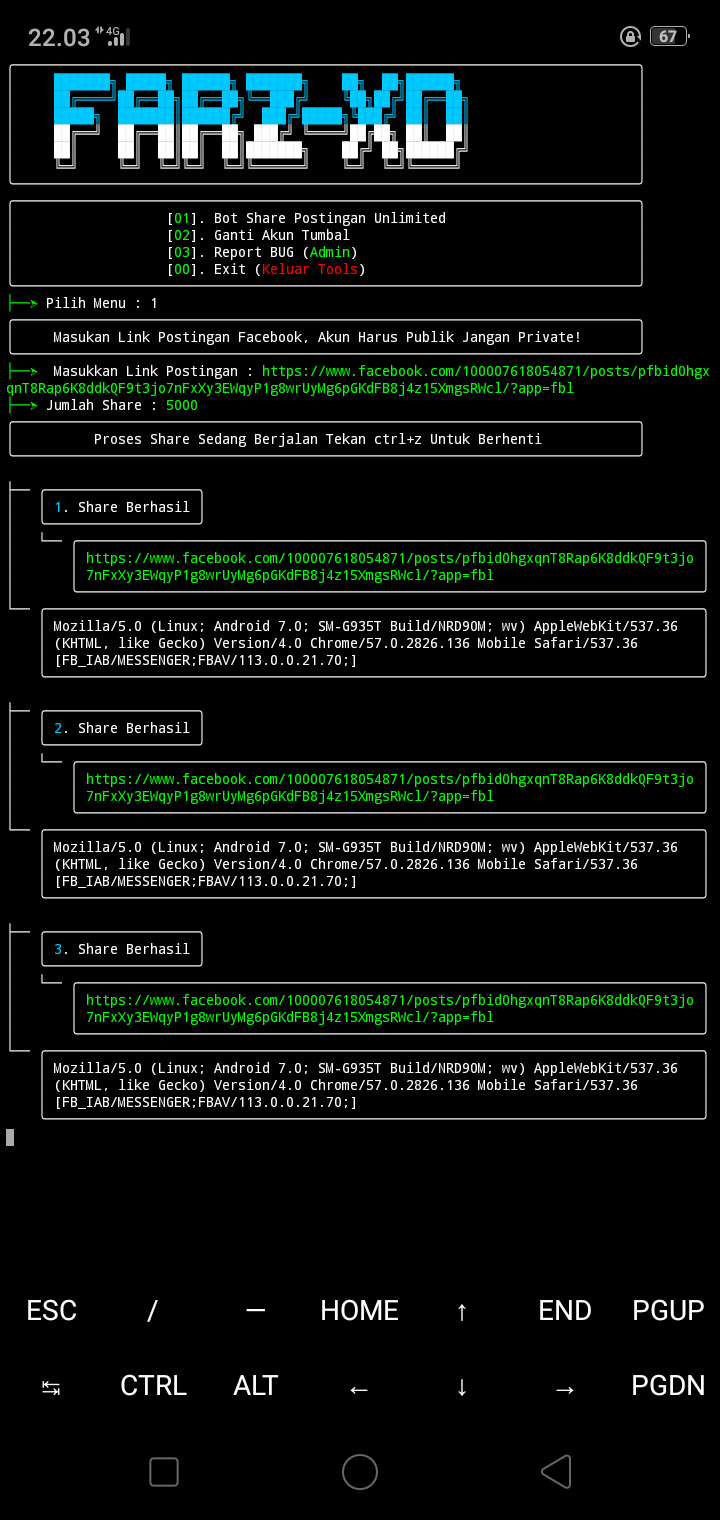 22.03 4G 67
FARZ-XD
[01]. Bot Share Postingan Unlimited
[02]. Ganti Akun Tumbal
[03]. Report BUG (Admin)
[00]. Exit (Keluar Tools)
├──➣ Pilih Menu : 1
Masukan Link Postingan Facebook, Akun Harus Publik Jangan Private!
├──➣ Masukkan Link Postingan : https://www.facebook.com/100007618054871/posts/pfbid0hgx
qnT8Rap6K8ddkQF9t3jo7nFxXy3EWqyP1g8wrUyMg6pGKdFB8j4z15XmgsRWcl/?app=fbl
├──➣ Jumlah Share : 5000
Proses Share Sedang Berjalan Tekan ctrl+z Untuk Berhenti
1. Share Berhasil
https://www.facebook.com/100007618054871/posts/pfbid0hgxqnT8Rap6K8ddkQF9t3jo
7nFxXy3EWqyP1g8wrUyMg6pGKdFB8j4z15XmgsRWcl/?app=fbl
Mozilla/5.0 (Linux; Android 7.0; SM-G935T Build/NRD90M; wv) AppleWebKit/537.36
(KHTML, like Gecko) Version/4.0 Chrome/57.0.2826.136 Mobile Safari/537.36
[FB_IAB/MESSENGER;FBAV/113.0.0.21.70;]
2. Share Berhasil
https://www.facebook.com/100007618054871/posts/pfbid0hgxqnT8Rap6K8ddkQF9t3jo
7nFxXy3EWqyP1g8wrUyMg6pGKdFB8j4z15XmgsRWcl/?app=fbl
Mozilla/5.0 (Linux; Android 7.0; SM-G935T Build/NRD90M; wv) AppleWebKit/537.36
(KHTML, like Gecko) Version/4.0 Chrome/57.0.2826.136 Mobile Safari/537.36
[FB_IAB/MESSENGER;FBAV/113.0.0.21.70;]
3. Share Berhasil
https://www.facebook.com/100007618054871/posts/pfbid0hgxqnT8Rap6K8ddkQF9t3jo
7nFxXy3EWqyP1g8wrUyMg6pGKdFB8j4z15XmgsRWcl/?app=fbl
Mozilla/5.0 (Linux; Android 7.0; SM-G935T Build/NRD90M; wv) AppleWebKit/537.36
(KHTML, like Gecko) Version/4.0 Chrome/57.0.2826.136 Mobile Safari/537.36
[FB_IAB/MESSENGER;FBAV/113.0.0.21.70;]
ESC / — HOME ↑ END PGUP
↹ CTRL ALT ← ↓ → PGDN